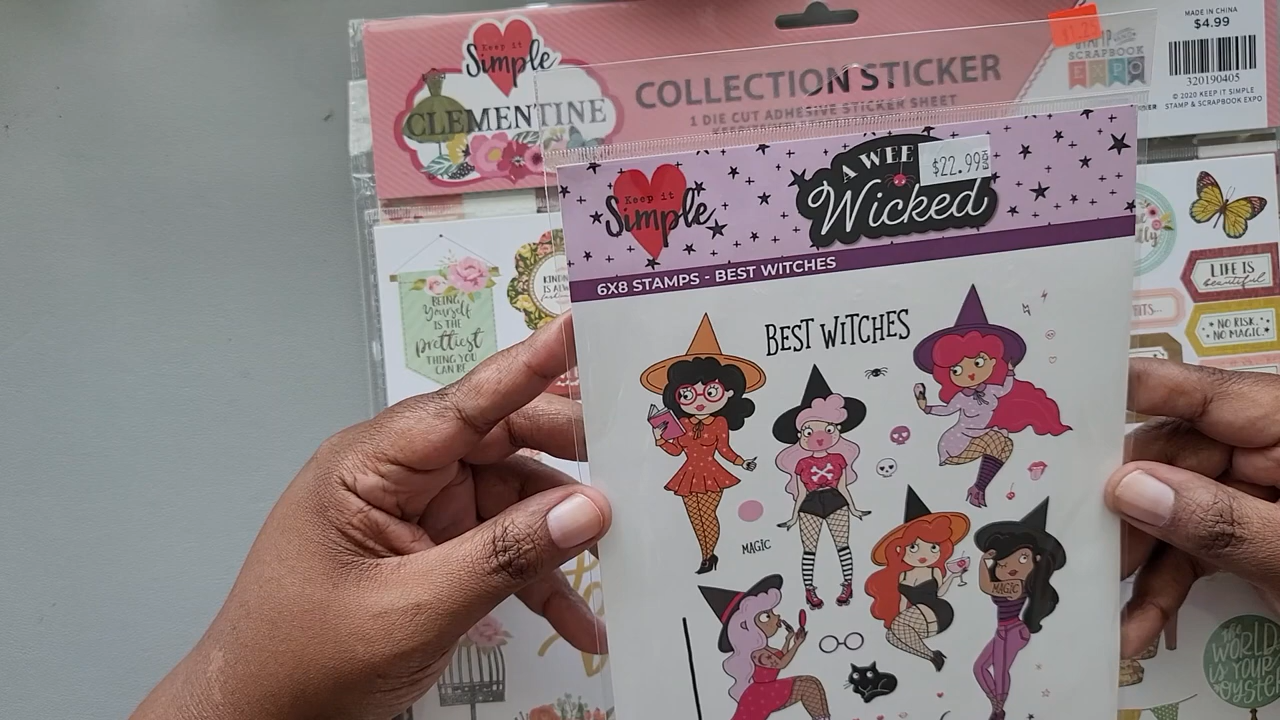 Keep it
Simple
CLEMENTINE
COLLECTION STICKER
1 DIE CUT ADHESIVE STICKER SHEET
STAMP
SCRAPBOOK
EXPO
MADE IN CHINA
$4.99
320190405
© 2020 KEEP IT SIMPLE
STAMP & SCRAPBOOK EXPO
Keep it
Simple
A WEE
Wicked
$22.99
6X8 STAMPS - BEST WITCHES
BEST WITCHES
MAGIC
MAGIC
BEING
Yourself
IS THE
prettiest
THING YOU
CAN BE
LIFE IS
beautiful
NO RISK,
NO MAGIC
the
WORLD
IS YOUR
OYSTER